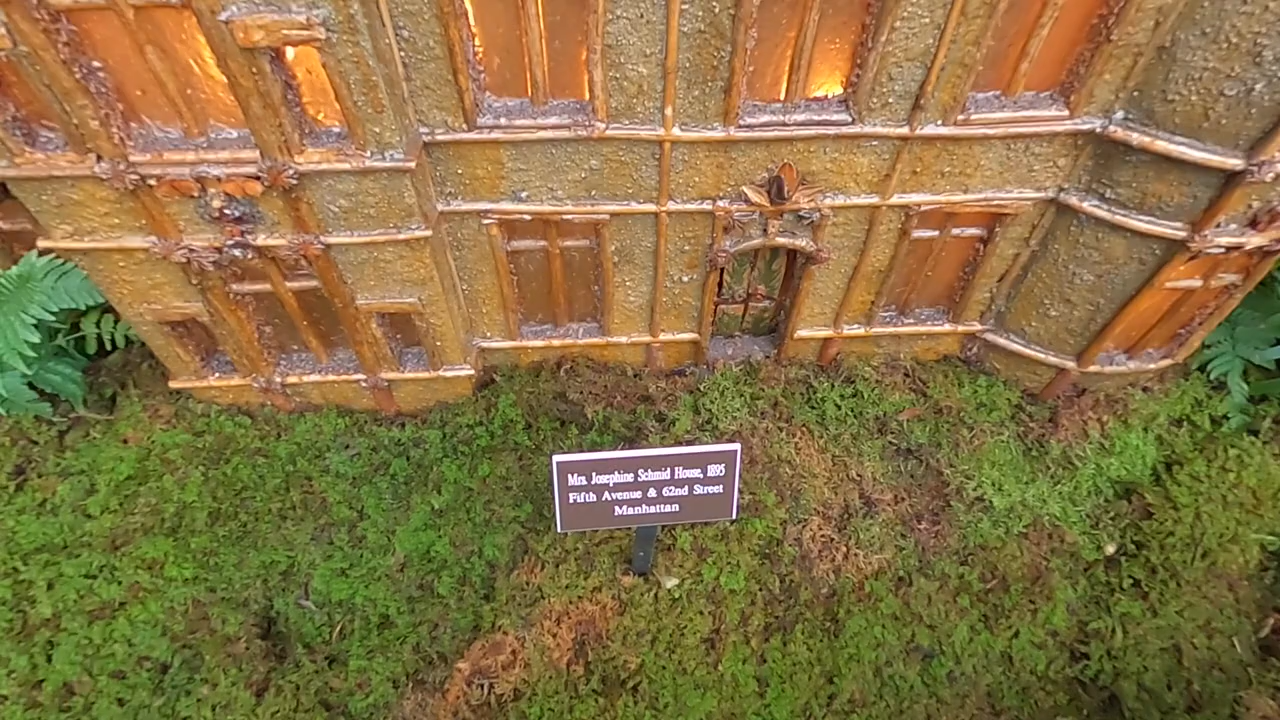 Mrs. Josephine Schmid House, 1895
Fifth Avenue & 62nd Street
Manhattan